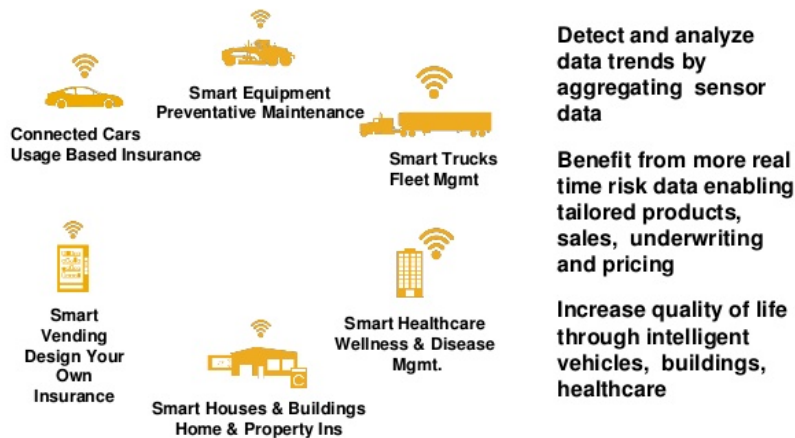 Smart Equipment
Preventative Maintenance
Connected Cars
Usage Based Insurance
Smart Trucks
Fleet Mgmt
Smart
Vending
Design Your
Own
Insurance
Smart Healthcare
Wellness & Disease
Mgmt.
Smart Houses & Buildings
Home & Property Ins
Detect and analyze
data trends by
aggregating sensor
data
Benefit from more real
time risk data enabling
tailored products,
sales, underwriting
and pricing
Increase quality of life
through intelligent
vehicles, buildings,
healthcare